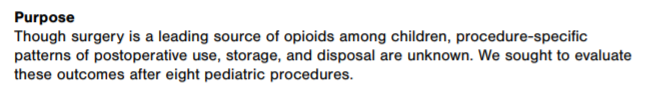 Purpose
Though surgery is a leading source of opioids among children, procedure-specific
patterns of postoperative use, storage, and disposal are unknown. We sought to evaluate
these outcomes after eight pediatric procedures.